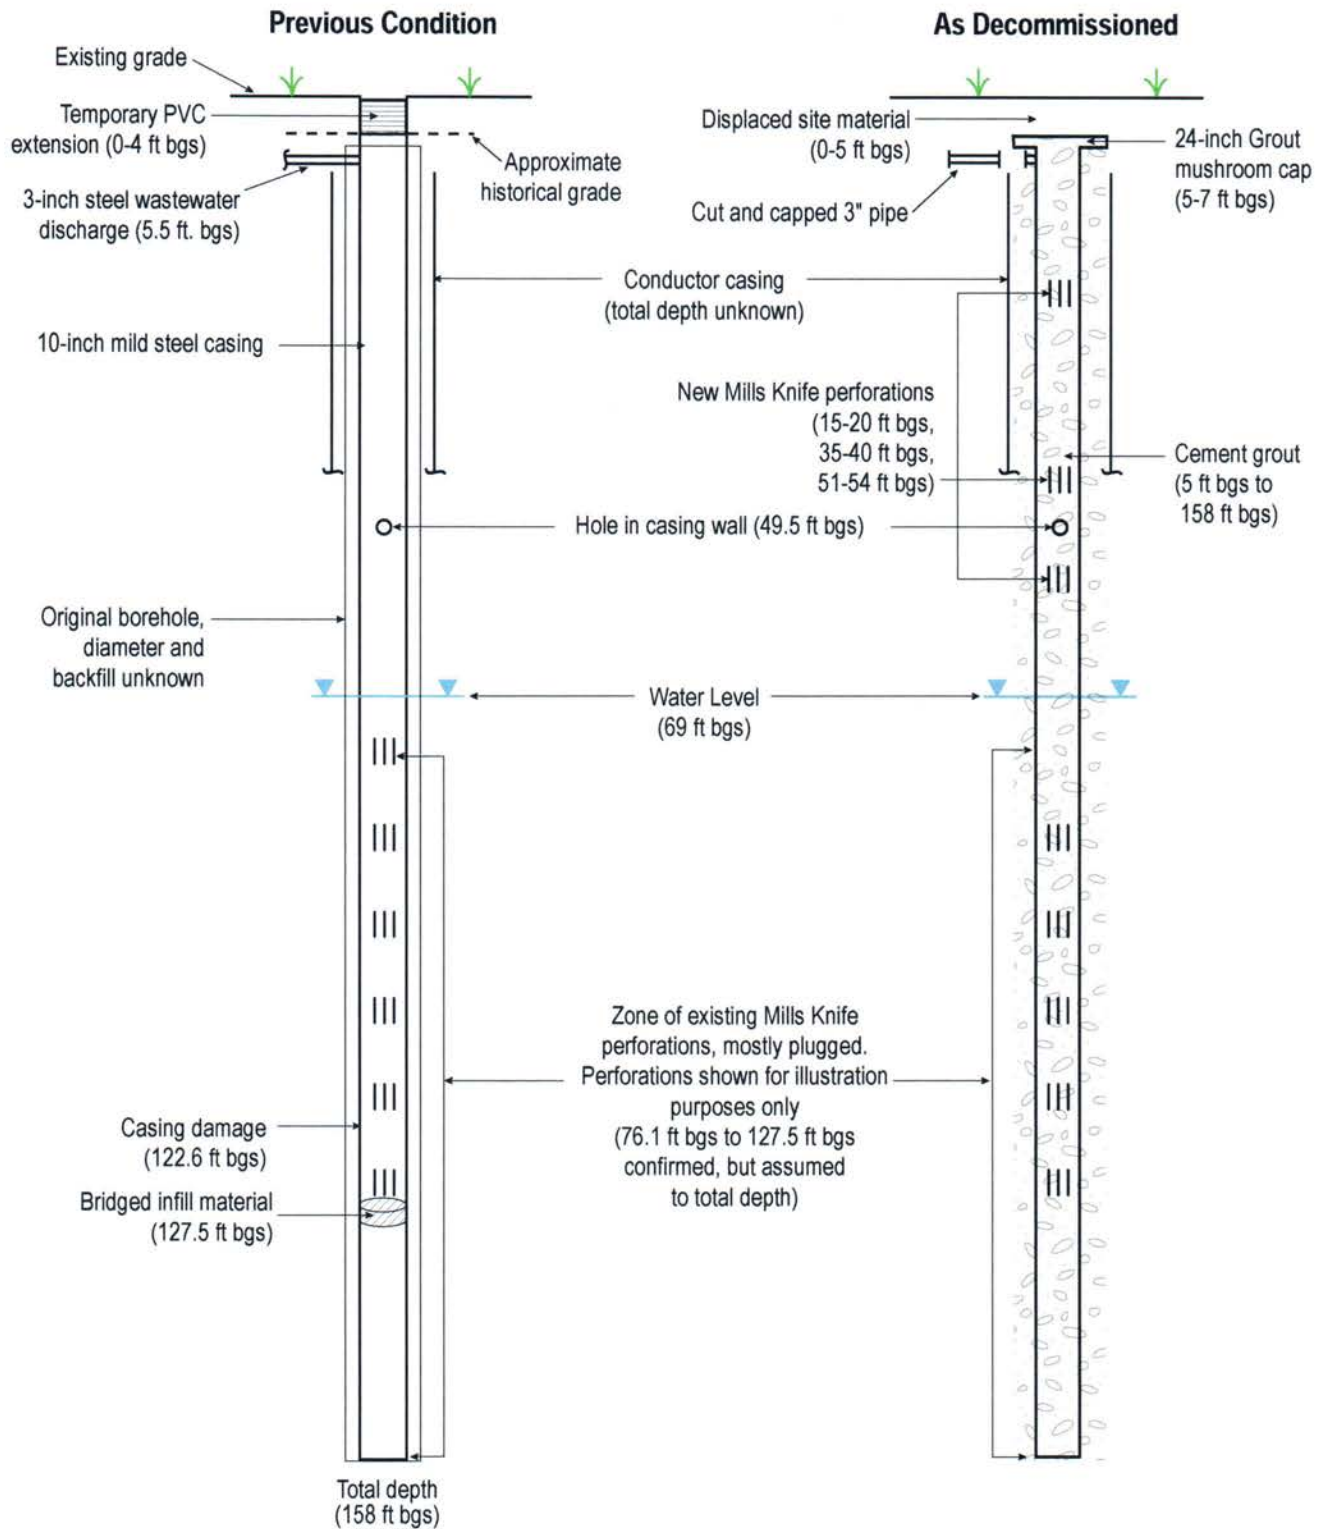 Previous Condition
As Decommissioned
Existing grade
Temporary PVC
extension (0-4 ft bgs)
Approximate
historical grade
3-inch steel wastewater
discharge (5.5 ft. bgs)
Displaced site material
(0-5 ft bgs)
24-inch Grout
mushroom cap
(5-7 ft bgs)
Cut and capped 3" pipe
Conductor casing
(total depth unknown)
10-inch mild steel casing
New Mills Knife perforations
(15-20 ft bgs,
35-40 ft bgs,
51-54 ft bgs)
Cement grout
(5 ft bgs to
158 ft bgs)
Hole in casing wall (49.5 ft bgs)
Original borehole,
diameter and
backfill unknown
Water Level
(69 ft bgs)
Zone of existing Mills Knife
perforations, mostly plugged.
Perforations shown for illustration
purposes only
(76.1 ft bgs to 127.5 ft bgs
confirmed, but assumed
to total depth)
Casing damage
(122.6 ft bgs)
Bridged infill material
(127.5 ft bgs)
Total depth
(158 ft bgs)